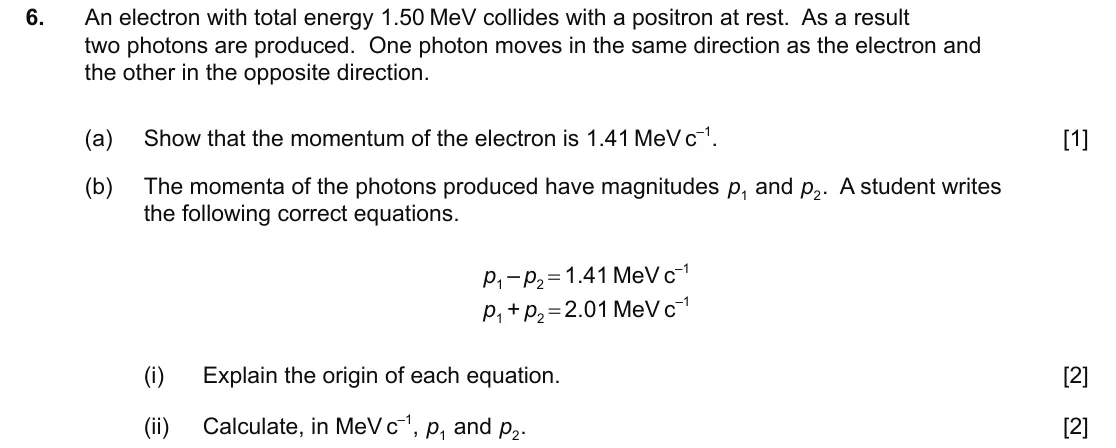 6. An electron with total energy 1.50 MeV collides with a positron at rest. As a result
two photons are produced. One photon moves in the same direction as the electron and
the other in the opposite direction.
(a) Show that the momentum of the electron is 1.41 MeV c⁻¹. [1]
(b) The momenta of the photons produced have magnitudes p₁ and p₂. A student writes
the following correct equations.
p₁ − p₂ = 1.41 MeV c⁻¹
p₁ + p₂ = 2.01 MeV c⁻¹
(i) Explain the origin of each equation. [2]
(ii) Calculate, in MeV c⁻¹, p₁ and p₂. [2]